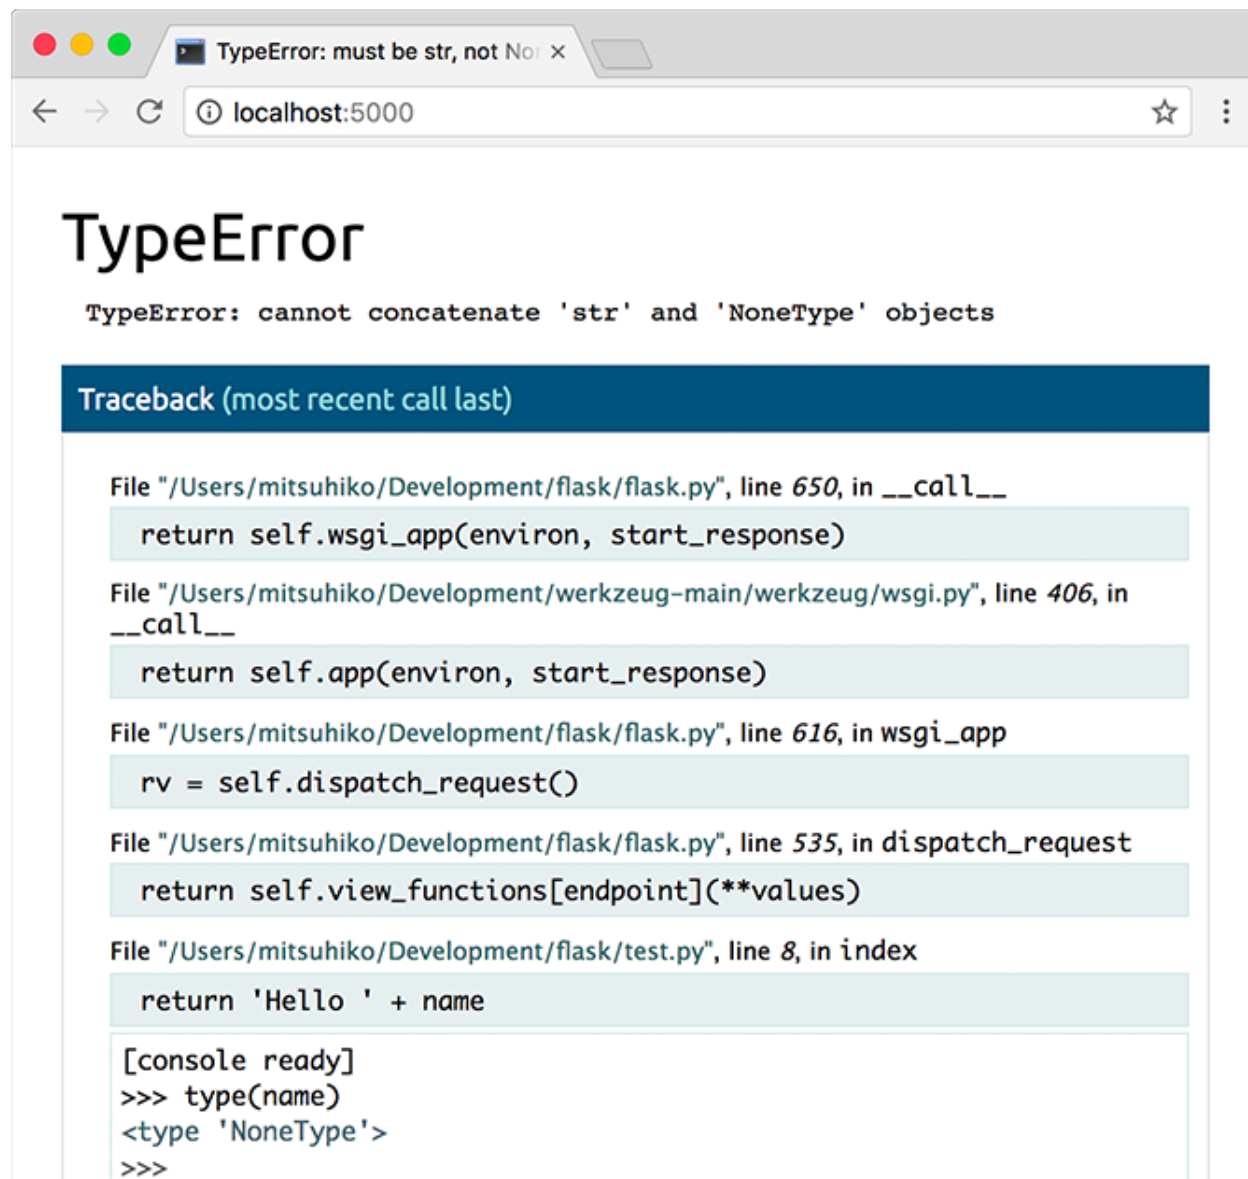 TypeError: must be str, not Nor
localhost:5000
TypeError
TypeError: cannot concatenate 'str' and 'NoneType' objects
Traceback (most recent call last)
File "/Users/mitsuhiko/Development/flask/flask.py", line 650, in __call__
return self.wsgi_app(environ, start_response)
File "/Users/mitsuhiko/Development/werkzeug-main/werkzeug/wsgi.py", line 406, in
__call__
return self.app(environ, start_response)
File "/Users/mitsuhiko/Development/flask/flask.py", line 616, in wsgi_app
rv = self.dispatch_request()
File "/Users/mitsuhiko/Development/flask/flask.py", line 535, in dispatch_request
return self.view_functions[endpoint](**values)
File "/Users/mitsuhiko/Development/flask/test.py", line 8, in index
return 'Hello ' + name
[console ready]
>>> type(name)
<type 'NoneType'>
>>>